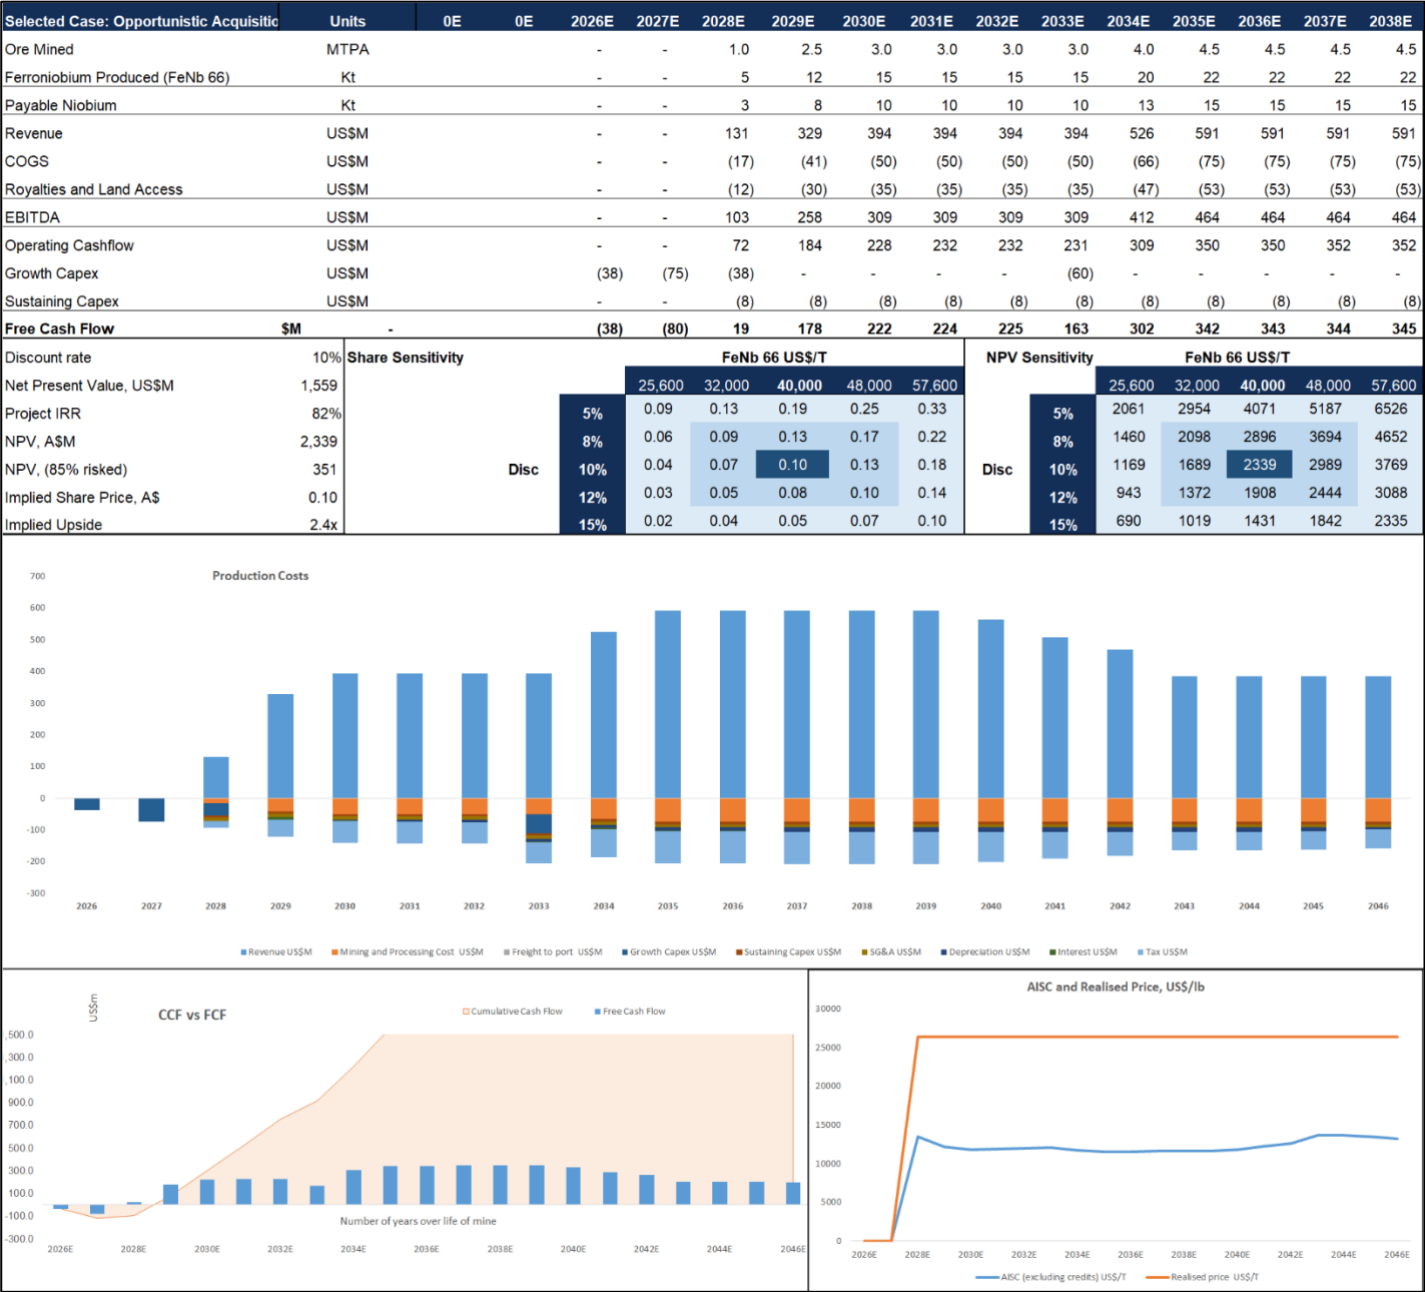 Selected Case: Opportunistic Acquisitio Units 0E 0E 2026E 2027E 2028E 2029E 2030E 2031E 2032E 2033E 2034E 2035E 2036E 2037E 2038E
Ore Mined MTPA - - 1.0 2.5 3.0 3.0 3.0 3.0 4.0 4.5 4.5 4.5 4.5
Ferroniobium Produced (FeNb 66) Kt - - 5 12 15 15 15 15 20 22 22 22 22
Payable Niobium Kt - - 3 8 10 10 10 10 13 15 15 15 15
Revenue US$M - - 131 329 394 394 394 394 526 591 591 591 591
COGS US$M - - (17) (41) (50) (50) (50) (50) (66) (75) (75) (75) (75)
Royalties and Land Access US$M - - (12) (30) (35) (35) (35) (35) (47) (53) (53) (53) (53)
EBITDA US$M - - 103 258 309 309 309 309 412 464 464 464 464
Operating Cashflow US$M - - 72 184 228 232 232 231 309 350 350 352 352
Growth Capex US$M (38) (75) (38) - - - - (60) - - - - -
Sustaining Capex US$M - - (8) (8) (8) (8) (8) (8) (8) (8) (8) (8) (8)
Free Cash Flow $M - (38) (80) 19 178 222 224 225 163 302 342 343 344 345
Discount rate 10% Share Sensitivity FeNb 66 US$/T NPV Sensitivity FeNb 66 US$/T
Net Present Value, US$M 1,559 25,600 32,000 40,000 48,000 57,600 25,600 32,000 40,000 48,000 57,600
Project IRR 82% 5% 0.09 0.13 0.19 0.25 0.33 5% 2061 2954 4071 5187 6526
NPV, A$M 2,339 8% 0.06 0.09 0.13 0.17 0.22 8% 1460 2098 2896 3694 4652
NPV, (85% risked) 351 Disc 10% 0.04 0.07 0.10 0.13 0.18 Disc 10% 1169 1689 2339 2989 3769
Implied Share Price, A$ 0.10 12% 0.03 0.05 0.08 0.10 0.14 12% 943 1372 1908 2444 3088
Implied Upside 2.4x 15% 0.02 0.04 0.05 0.07 0.10 15% 690 1019 1431 1842 2335
Production Costs
700
600
500
400
300
200
100
0
-100
-200
-300
2026 2027 2028 2029 2030 2031 2032 2033 2034 2035 2036 2037 2038 2039 2040 2041 2042 2043 2044 2045 2046
Revenue US$M Mining and Processing Cost US$M Freight to port US$M Growth Capex US$M Sustaining Capex US$M SG&A US$M Depreciation US$M Interest US$M Tax US$M
US$m
CCF vs FCF
Cumulative Cash Flow Free Cash Flow
,500.0
,300.0
,100.0
900.0
700.0
500.0
300.0
100.0
-100.0
-300.0
Number of years over life of mine
2026E 2028E 2030E 2032E 2034E 2036E 2038E 2040E 2042E 2044E 2046E
AISC and Realised Price, US$/lb
30000
25000
20000
15000
10000
5000
0
2026E 2028E 2030E 2032E 2034E 2036E 2038E 2040E 2042E 2044E 2046E
AISC (excluding credits) US$/T Realised price US$/T